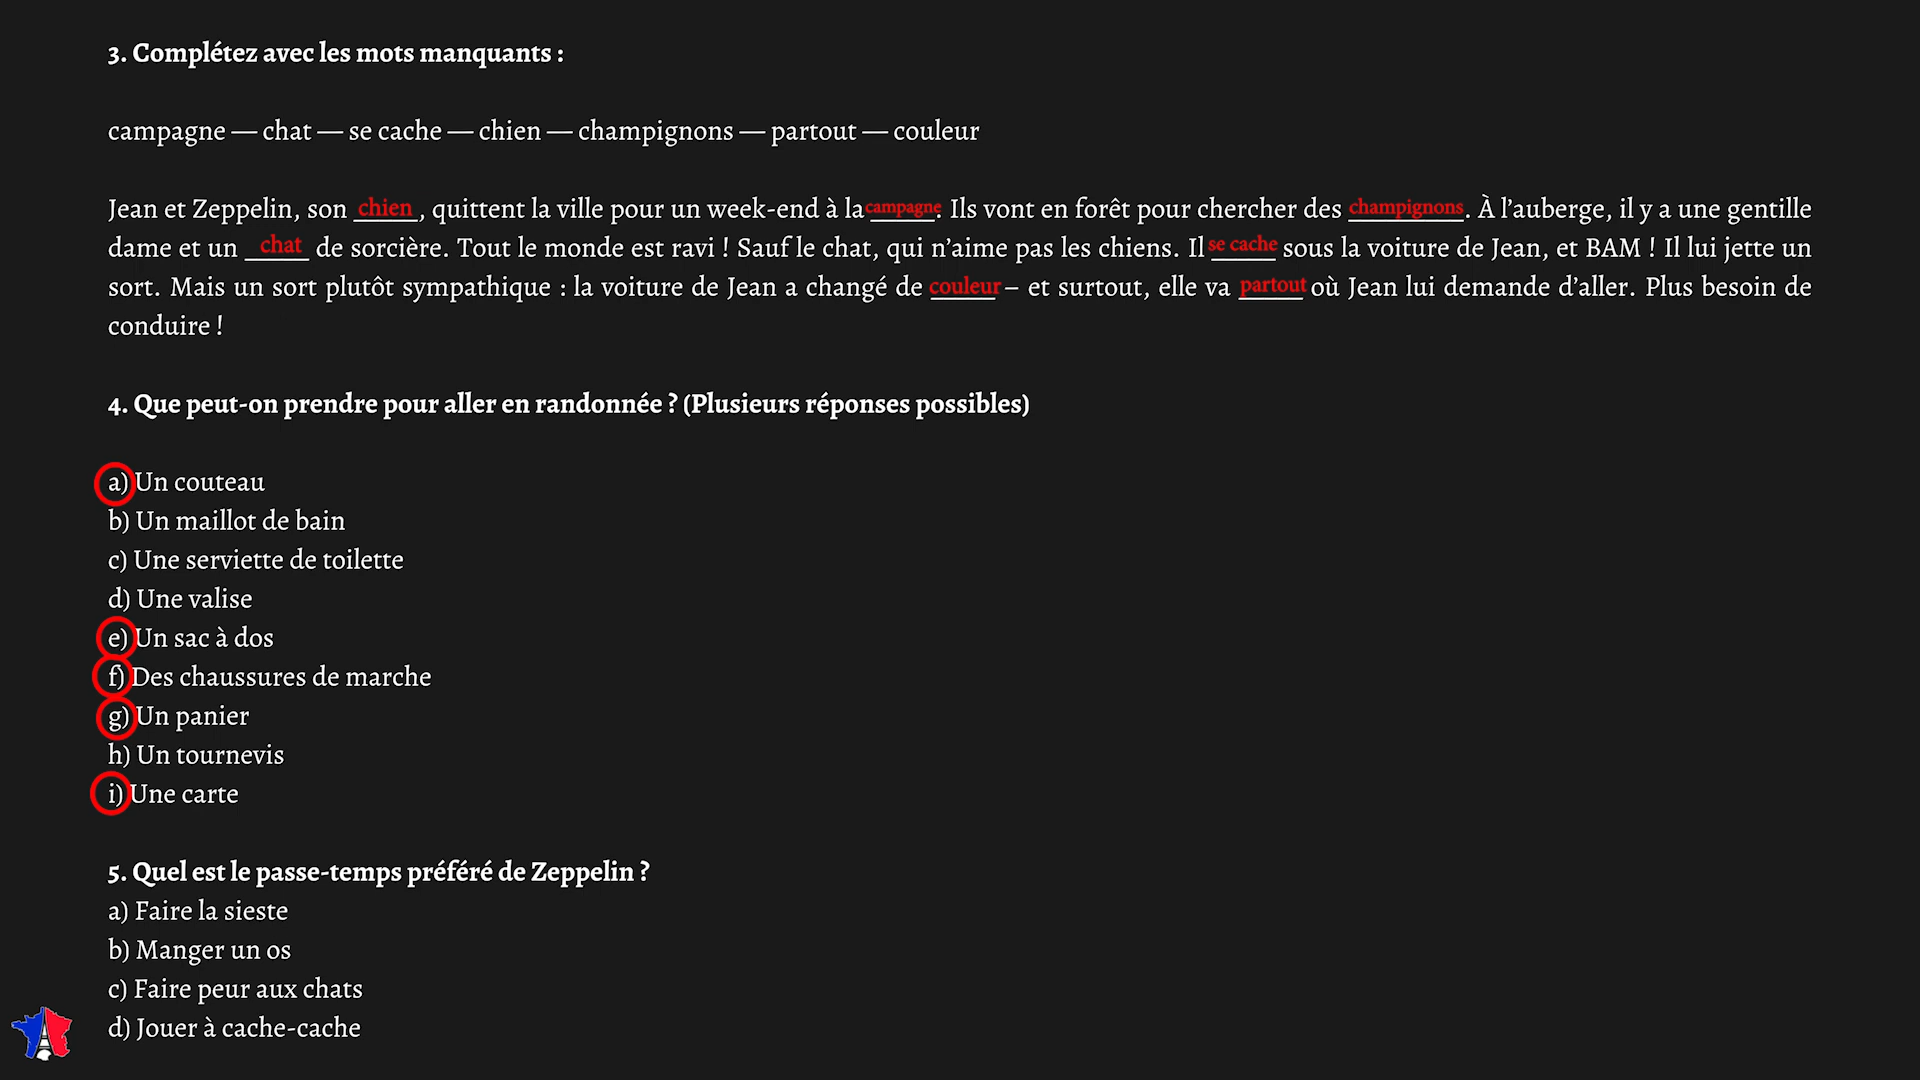 3. Complétez avec les mots manquants :
campagne — chat — se cache — chien — champignons — partout — couleur
Jean et Zeppelin, son chien, quittent la ville pour un week-end à la campagne. Ils vont en forêt pour chercher des champignons. À l’auberge, il y a une gentille
dame et un chat de sorcière. Tout le monde est ravi ! Sauf le chat, qui n’aime pas les chiens. Il se cache sous la voiture de Jean, et BAM ! Il lui jette un
sort. Mais un sort plutôt sympathique : la voiture de Jean a changé de couleur – et surtout, elle va partout où Jean lui demande d’aller. Plus besoin de
conduire !
4. Que peut-on prendre pour aller en randonnée ? (Plusieurs réponses possibles)
a) Un couteau
b) Un maillot de bain
c) Une serviette de toilette
d) Une valise
e) Un sac à dos
f) Des chaussures de marche
g) Un panier
h) Un tournevis
i) Une carte
5. Quel est le passe-temps préféré de Zeppelin ?
a) Faire la sieste
b) Manger un os
c) Faire peur aux chats
d) Jouer à cache-cache